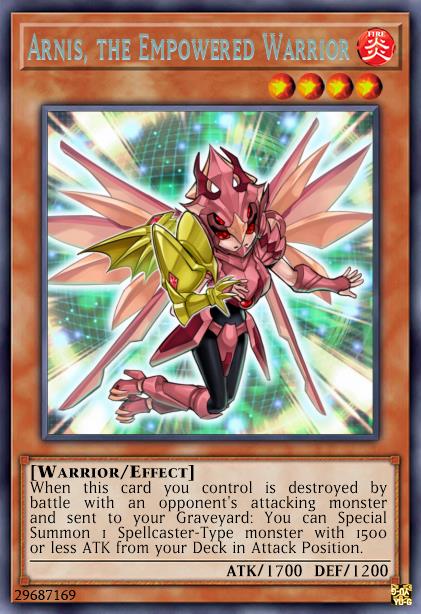 Arnis, the Empowered Warrior
FIRE
炎
[Warrior/Effect]
When this card you control is destroyed by
battle with an opponent's attacking monster
and sent to your Graveyard: You can Special
Summon 1 Spellcaster-Type monster with 1500
or less ATK from your Deck in Attack Position.
ATK/1700 DEF/1200
29687169